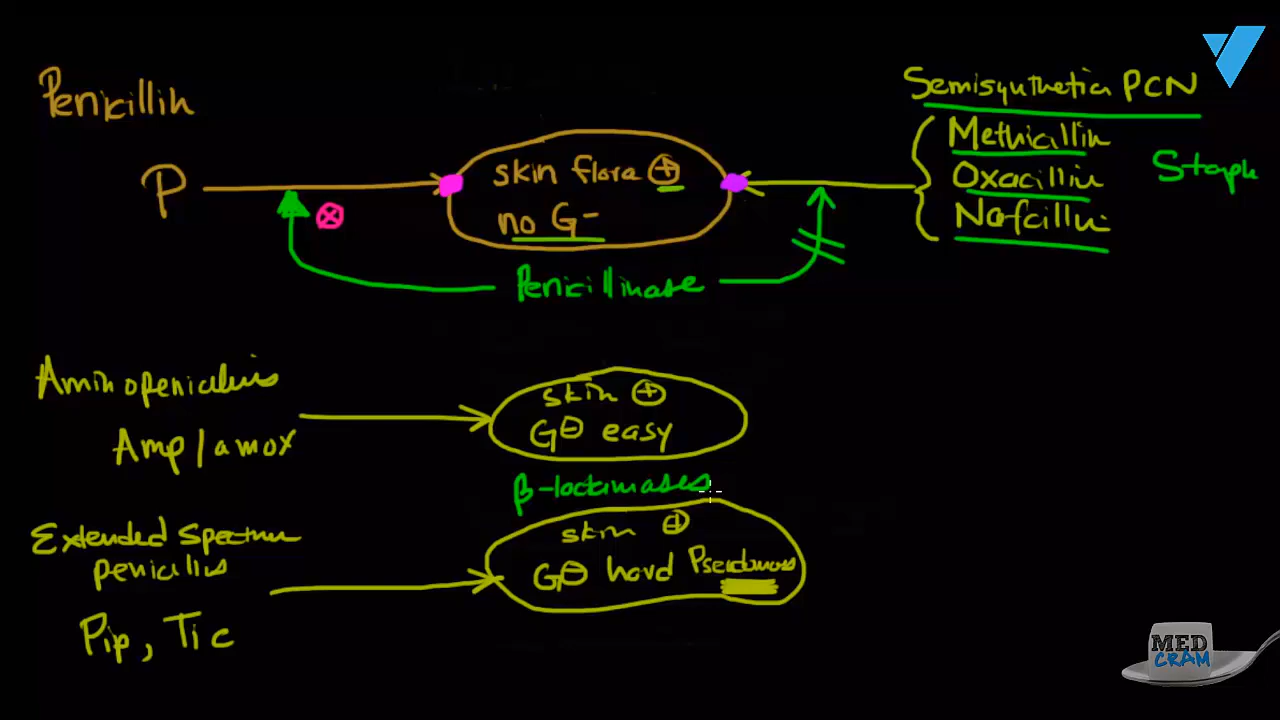 Penicillin
P
skin flora ⊕
no G-
Semisynthetic PCN
Methicillin
Oxacillin
Nafcillin
Staph
Penicillinase
Aminopenicillins
Amp/amox
skin ⊕
G⊖ easy
β-lactamases
Extended Spectrum
penicillins
Pip, Tic
skin ⊕
G⊖ hard Pseudomonas
MED
CRAM